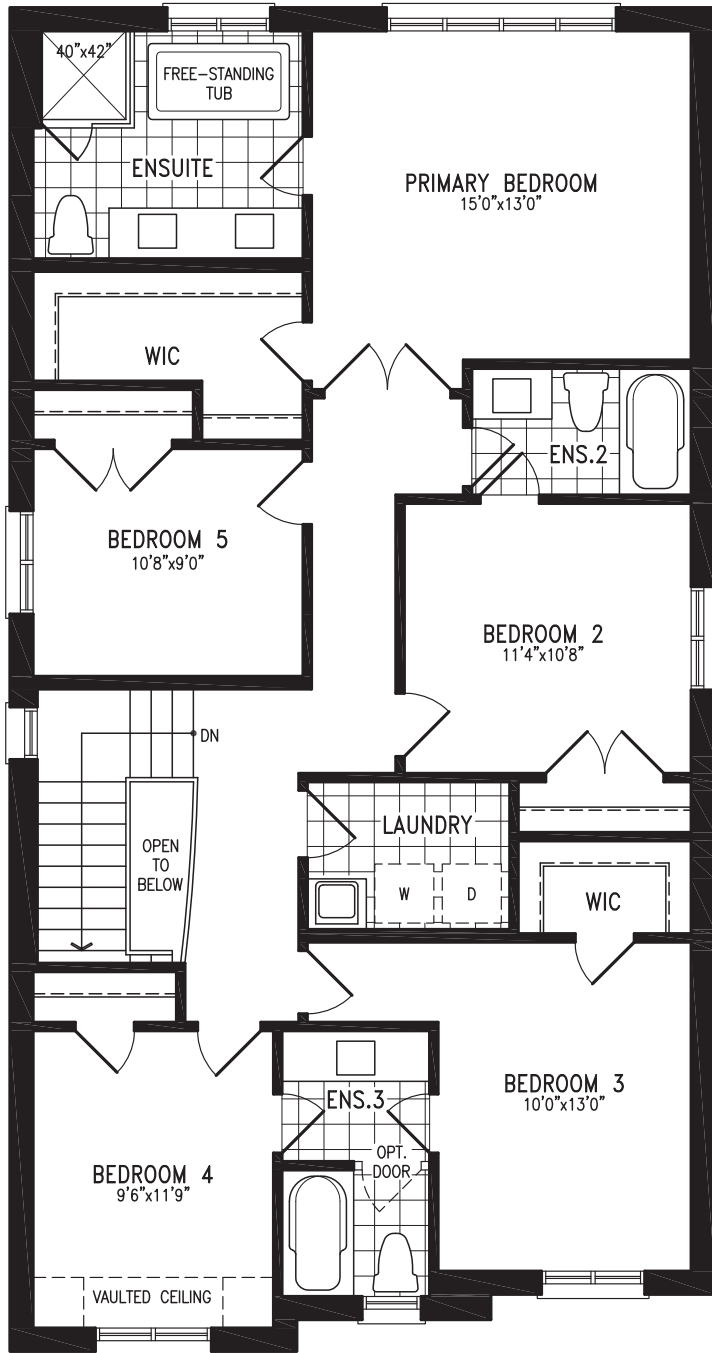 40"x42"
FREE-STANDING
TUB
ENSUITE
PRIMARY BEDROOM
15'0"x13'0"
WIC
ENS.2
BEDROOM 5
10'8"x9'0"
BEDROOM 2
11'4"x10'8"
DN
OPEN
TO
BELOW
LAUNDRY
W
D
WIC
BEDROOM 3
10'0"x13'0"
ENS.3
OPT.
DOOR
BEDROOM 4
9'6"x11'9"
VAULTED CEILING